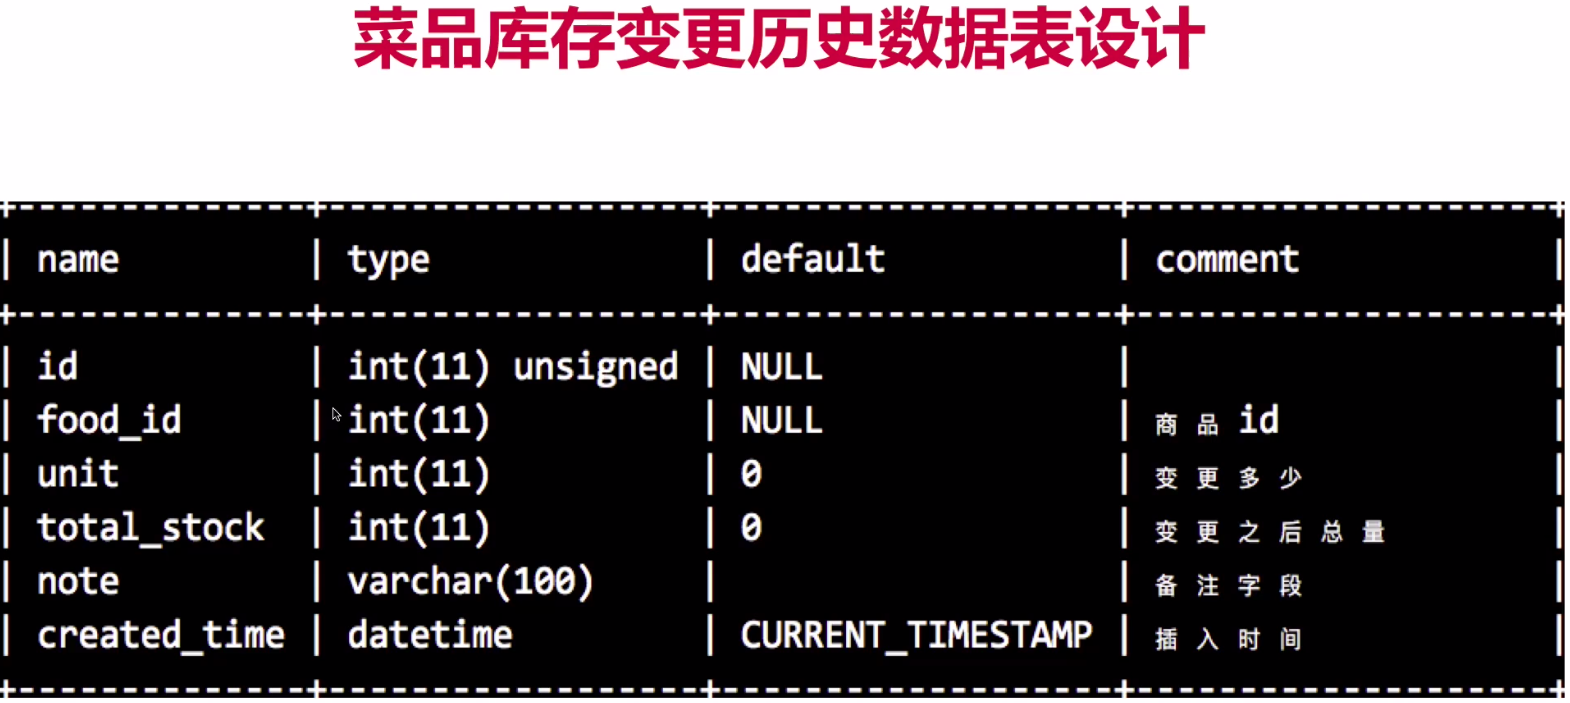 菜品库存变更历史数据表设计
+--------------+------------------+-------------------+--------------------+
| name | type | default | comment |
+--------------+------------------+-------------------+--------------------+
| id | int(11) unsigned | NULL | |
| food_id | int(11) | NULL | 商品id |
| unit | int(11) | 0 | 变更多少 |
| total_stock | int(11) | 0 | 变更之后总量 |
| note | varchar(100) | | 备注字段 |
| created_time | datetime | CURRENT_TIMESTAMP | 插入时间 |
+--------------+------------------+-------------------+--------------------+